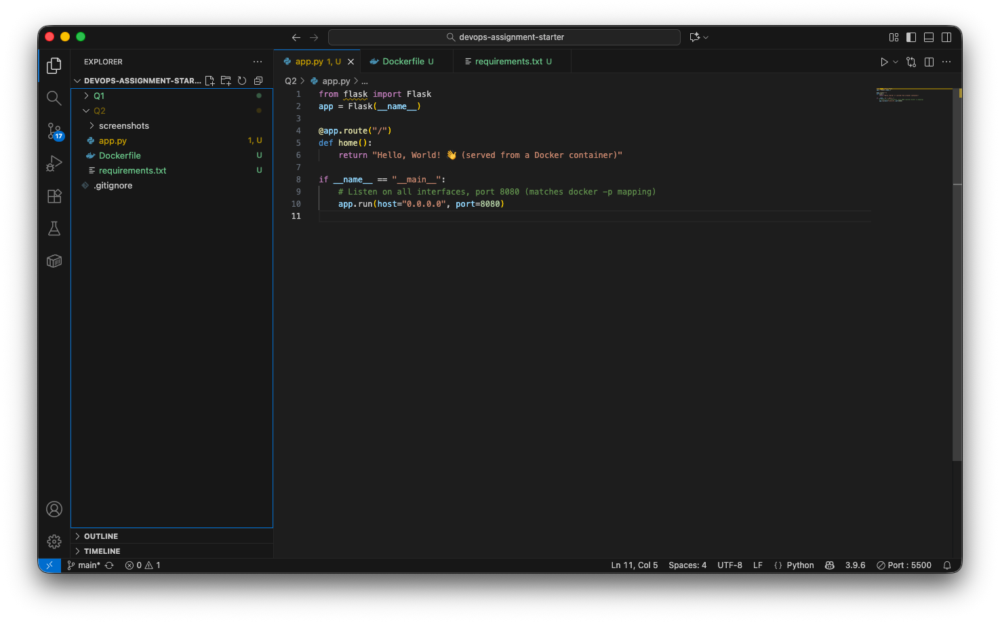 devops-assignment-starter
EXPLORER
DEVOPS-ASSIGNMENT-STAR...
Q1
Q2
screenshots
app.py 1, U
Dockerfile U
requirements.txt U
.gitignore
OUTLINE
TIMELINE
17
app.py 1, U
Dockerfile U
requirements.txt U
Q2 > app.py > ...
1 from flask import Flask
2 app = Flask(__name__)
3
4 @app.route("/")
5 def home():
6 return "Hello, World! 👋 (served from a Docker container)"
7
8 if __name__ == "__main__":
9 # Listen on all interfaces, port 8080 (matches docker -p mapping)
10 app.run(host="0.0.0.0", port=8080)
11
main* 0 1 Ln 11, Col 5 Spaces: 4 UTF-8 LF {} Python 3.9.6 Port : 5500